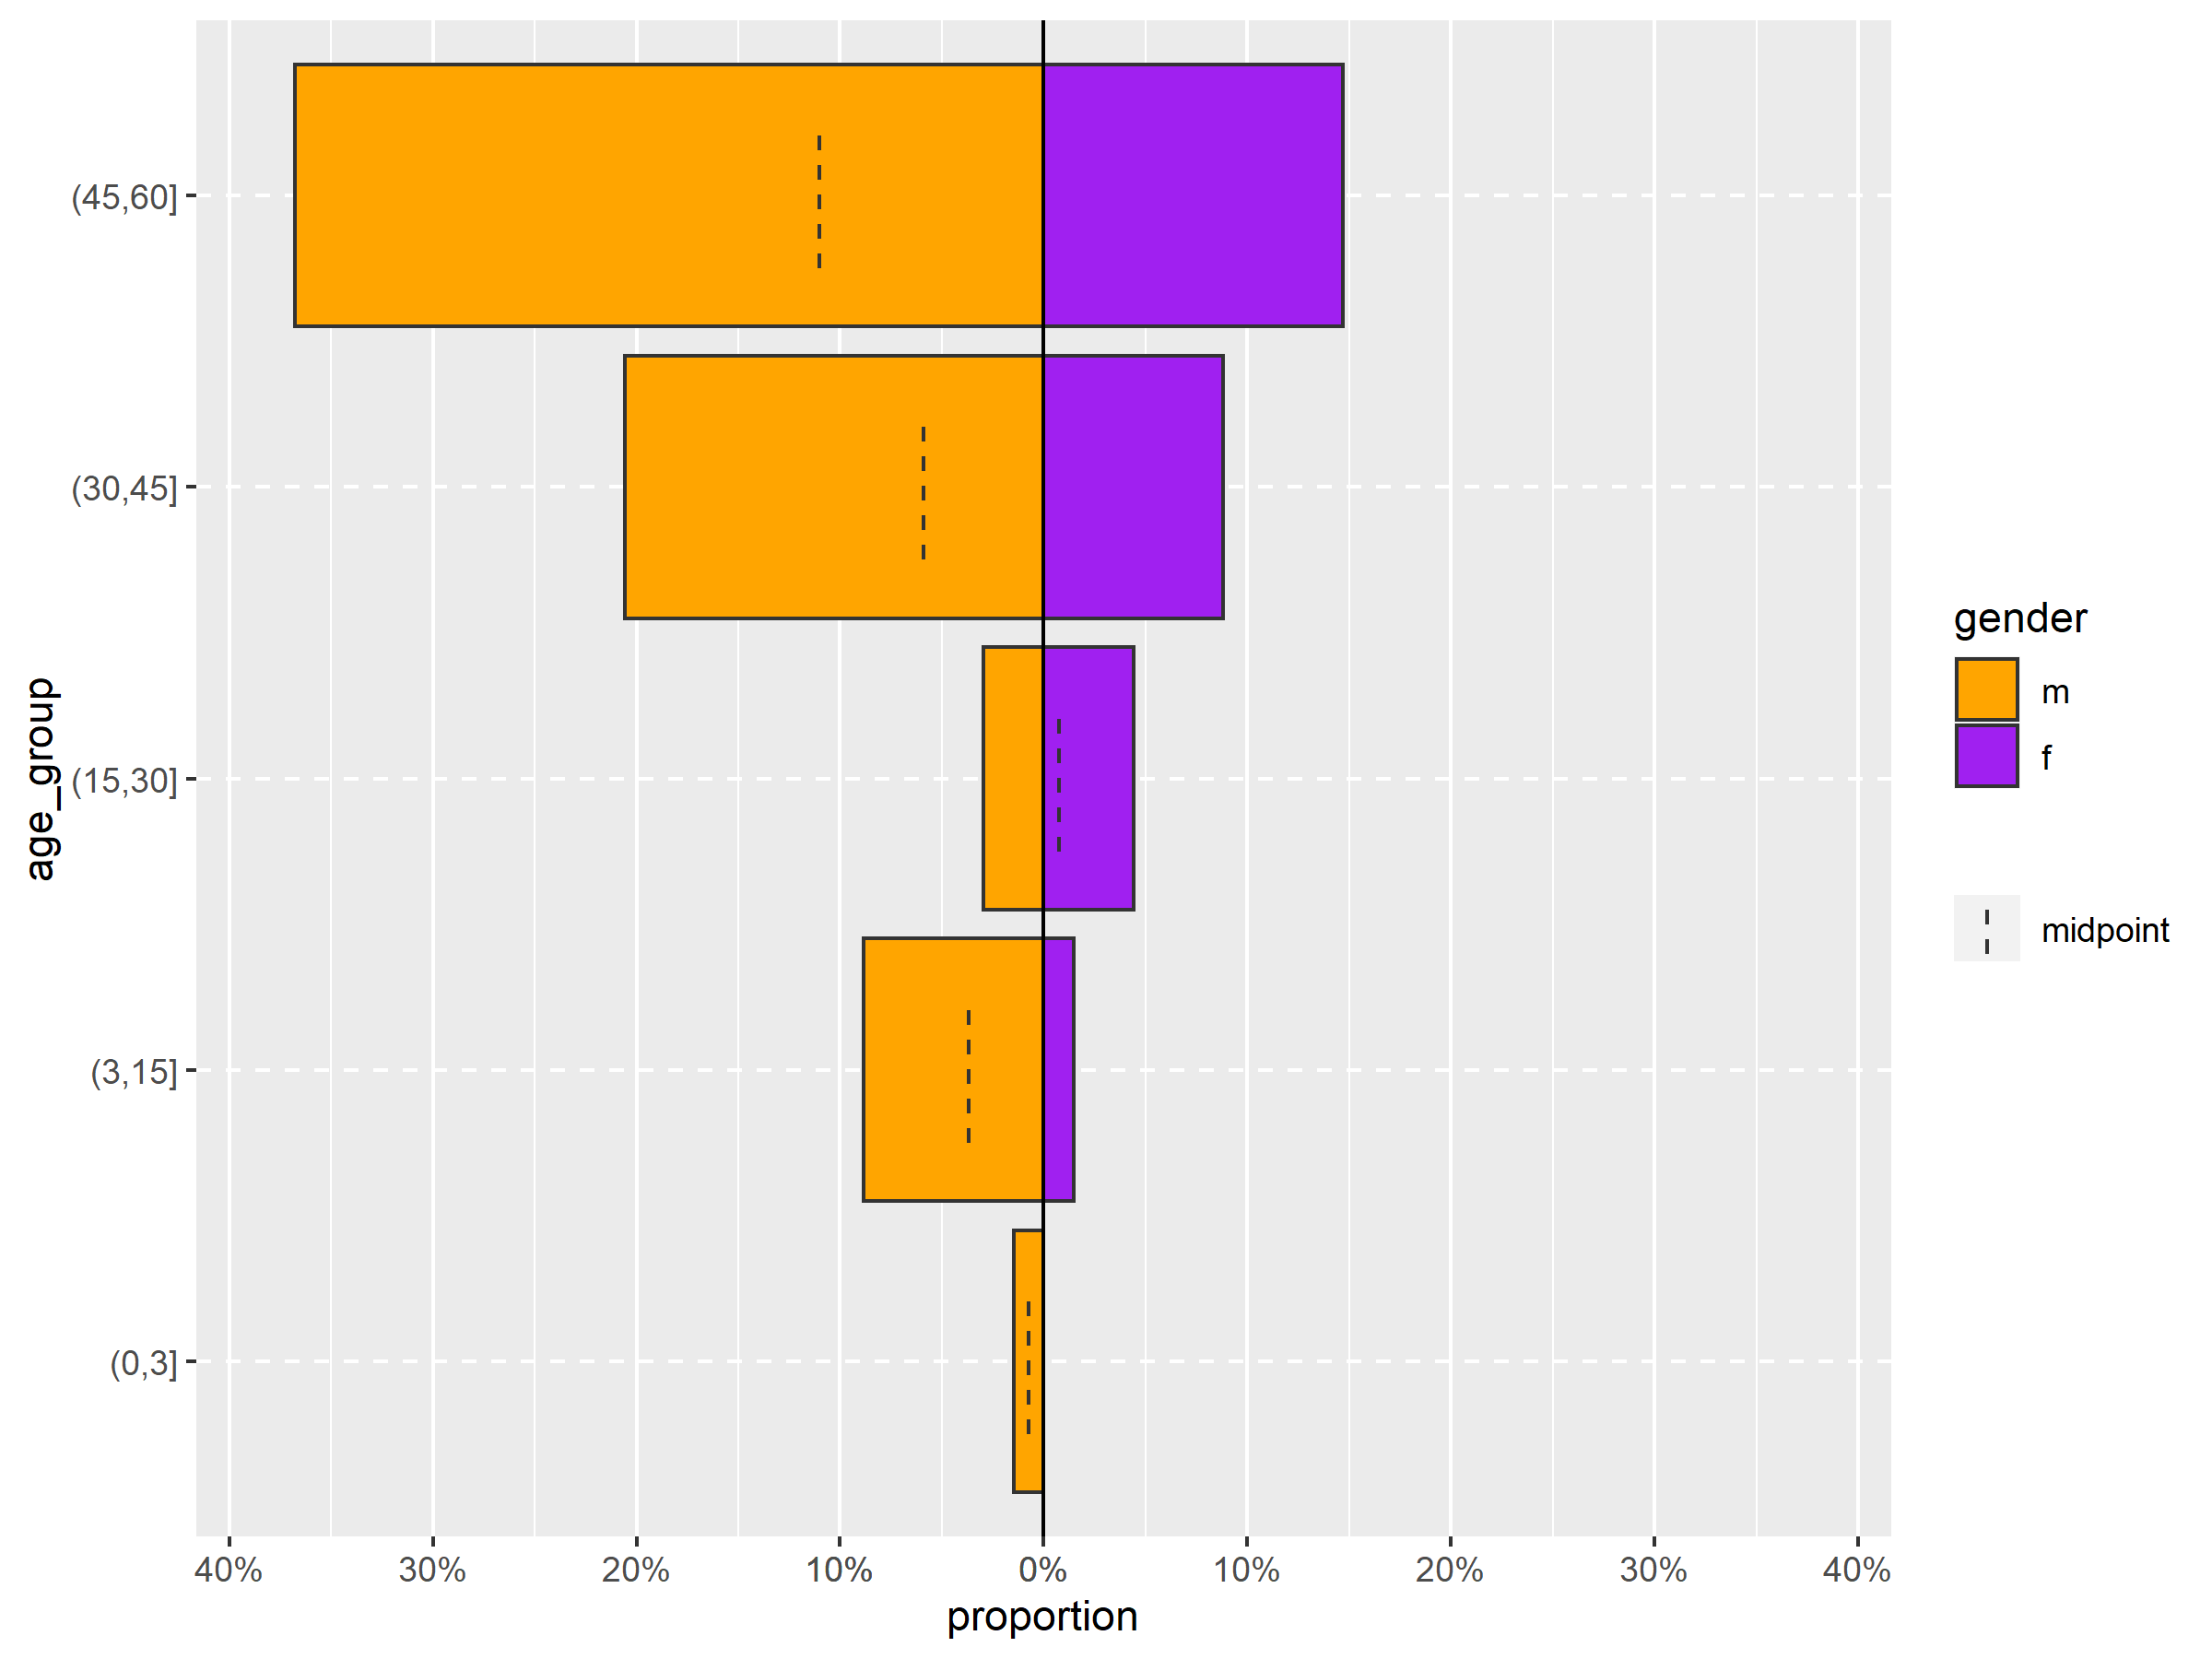 age_group
(45,60]
(30,45]
(15,30]
(3,15]
(0,3]
40% 30% 20% 10% 0% 10% 20% 30% 40%
proportion
gender
m
f
midpoint